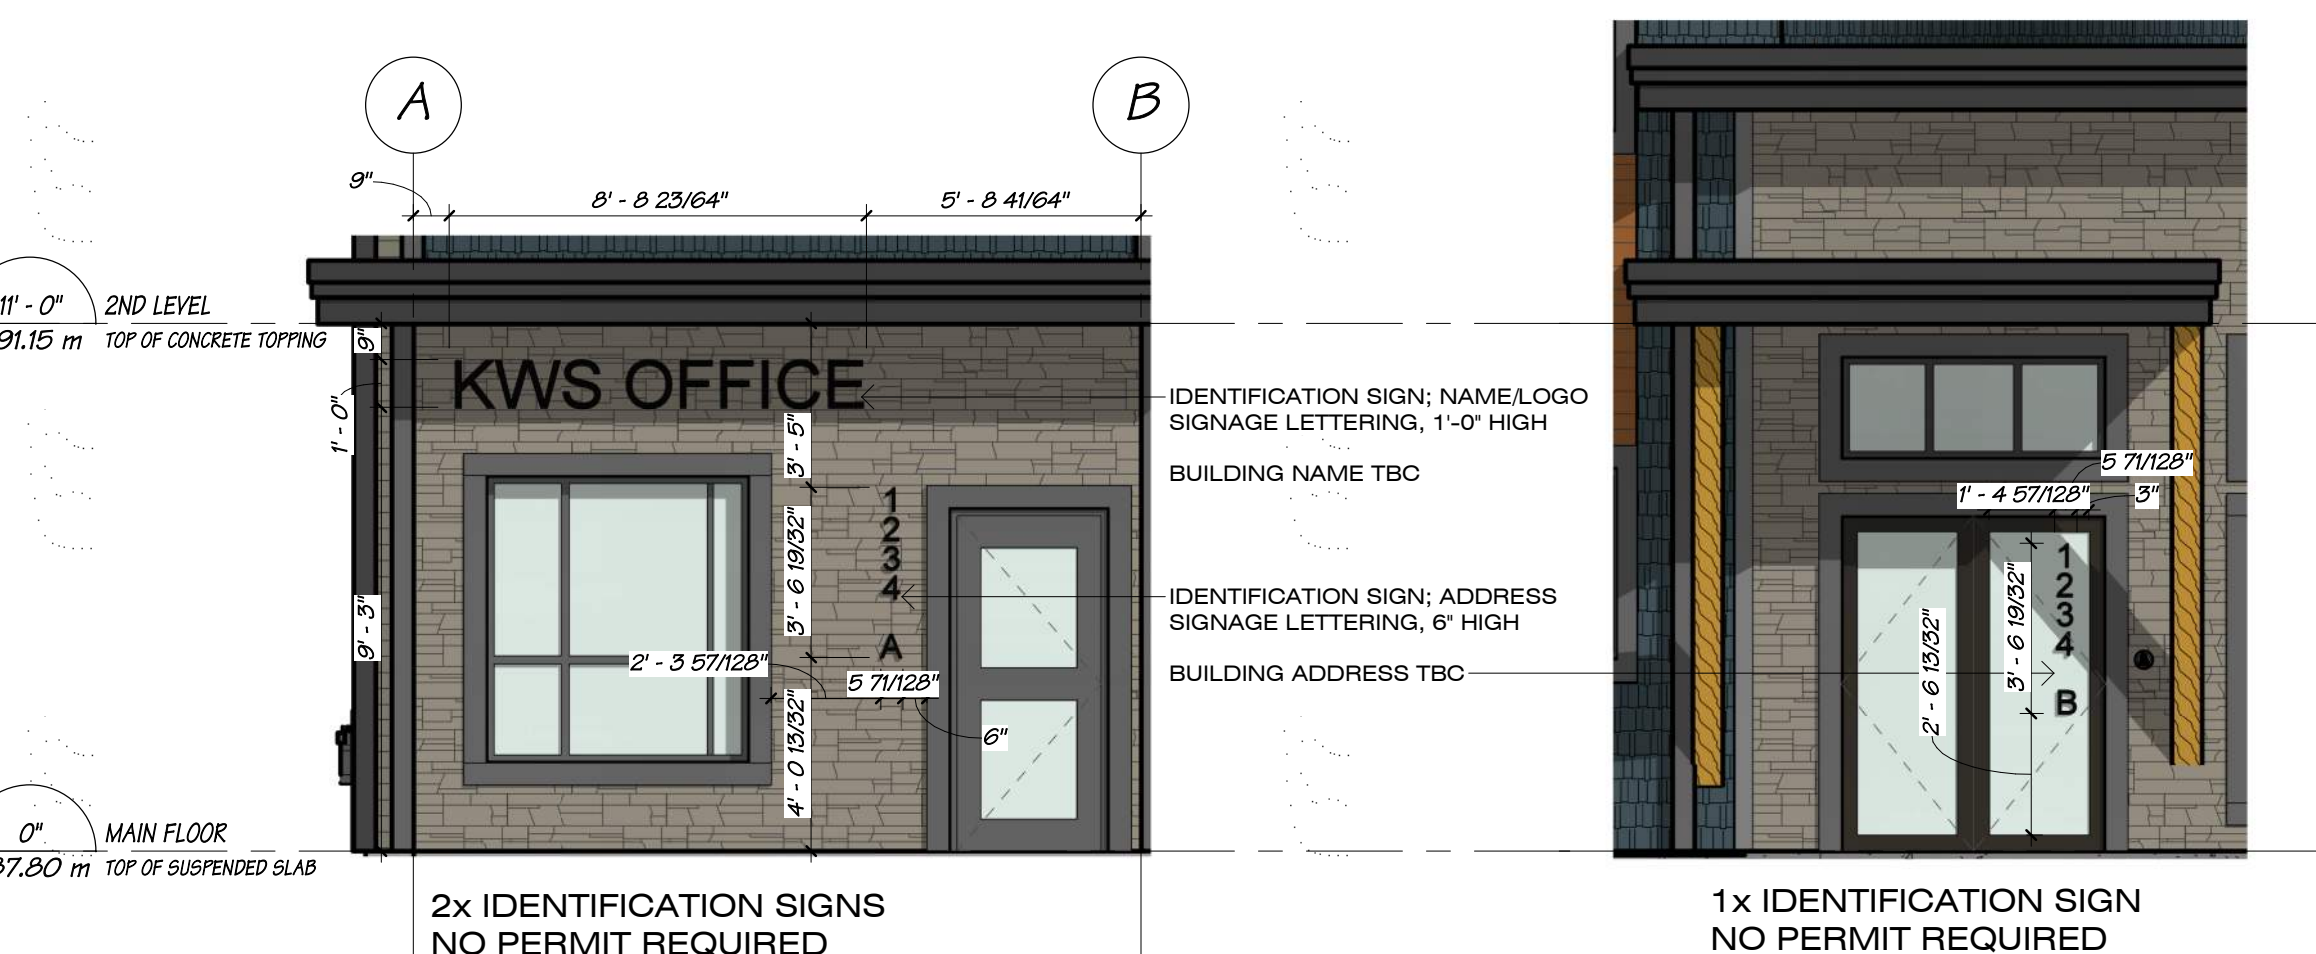 A
B
9"
8' - 8 23/64"
5' - 8 41/64"
11' - 0"
2ND LEVEL
91.15 m
TOP OF CONCRETE TOPPING
9"
1' - 0"
9' - 3"
KWS OFFICE
3' - 5"
3' - 6 19/32"
4' - 0 13/32"
1
2
3
4
A
2' - 3 57/128"
5 71/128"
6"
IDENTIFICATION SIGN; NAME/LOGO
SIGNAGE LETTERING, 1'-0" HIGH
BUILDING NAME TBC
IDENTIFICATION SIGN; ADDRESS
SIGNAGE LETTERING, 6" HIGH
BUILDING ADDRESS TBC
5 71/128"
1' - 4 57/128"
3"
3' - 6 19/32"
2' - 6 13/32"
1
2
3
4
B
0"
MAIN FLOOR
37.80 m
TOP OF SUSPENDED SLAB
2x IDENTIFICATION SIGNS
NO PERMIT REQUIRED
1x IDENTIFICATION SIGN
NO PERMIT REQUIRED